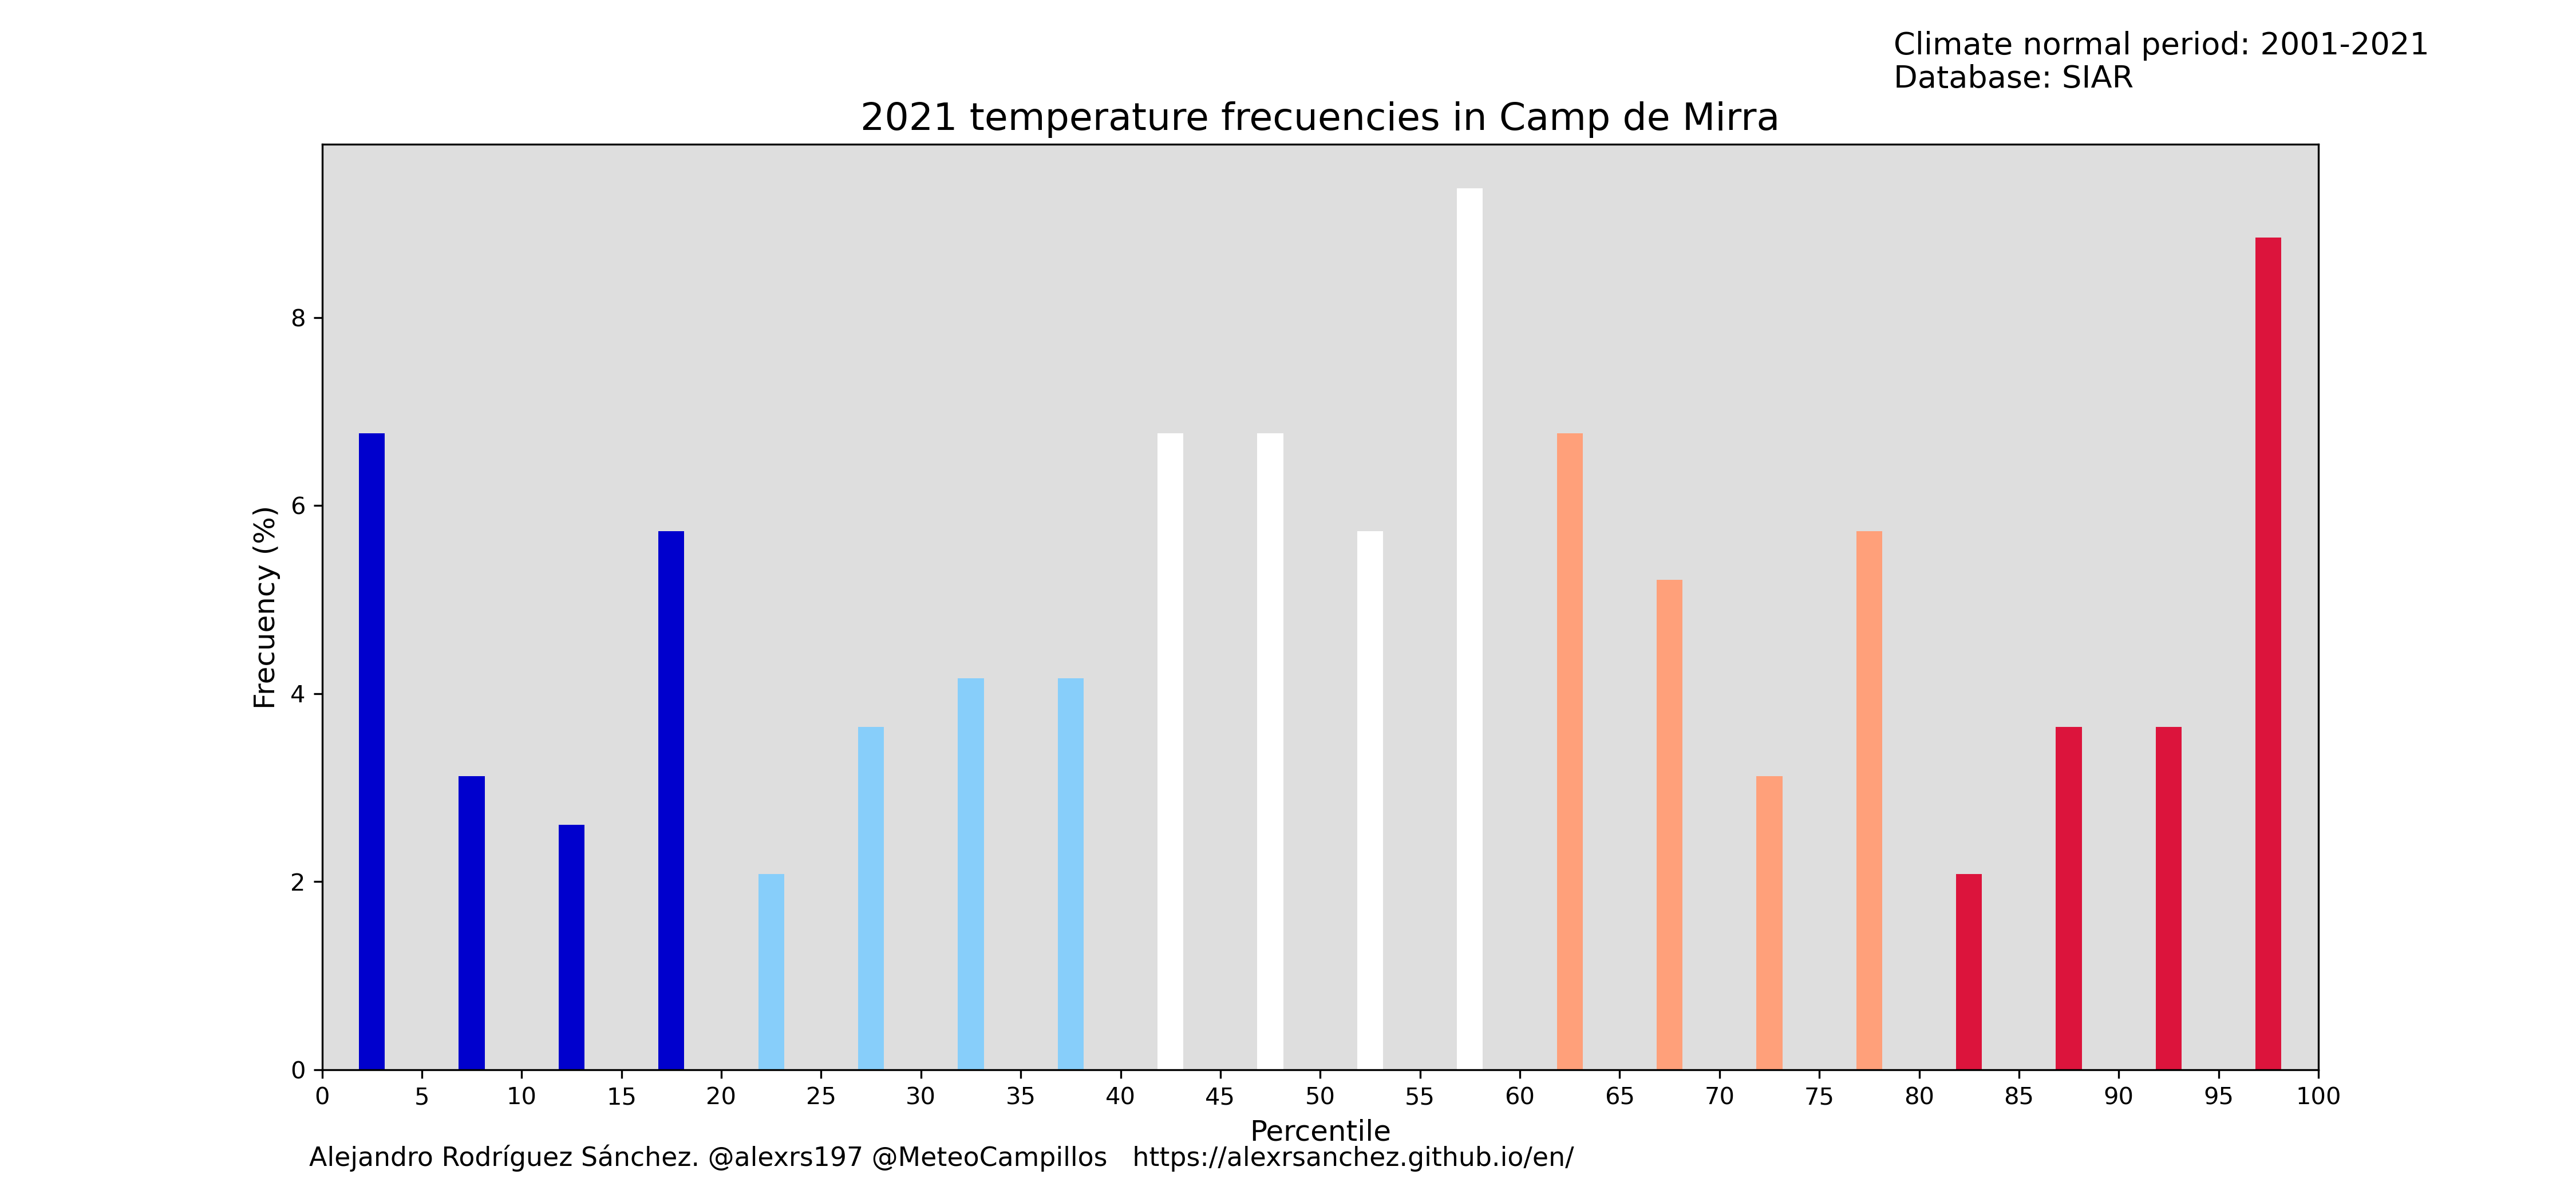 Climate normal period: 2001-2021
Database: SIAR
2021 temperature frecuencies in Camp de Mirra
Frecuency (%)
8
6
4
2
0
0 5 10 15 20 25 30 35 40 45 50 55 60 65 70 75 80 85 90 95 100
Percentile
Alejandro Rodríguez Sánchez. @alexrs197 @MeteoCampillos https://alexrsanchez.github.io/en/